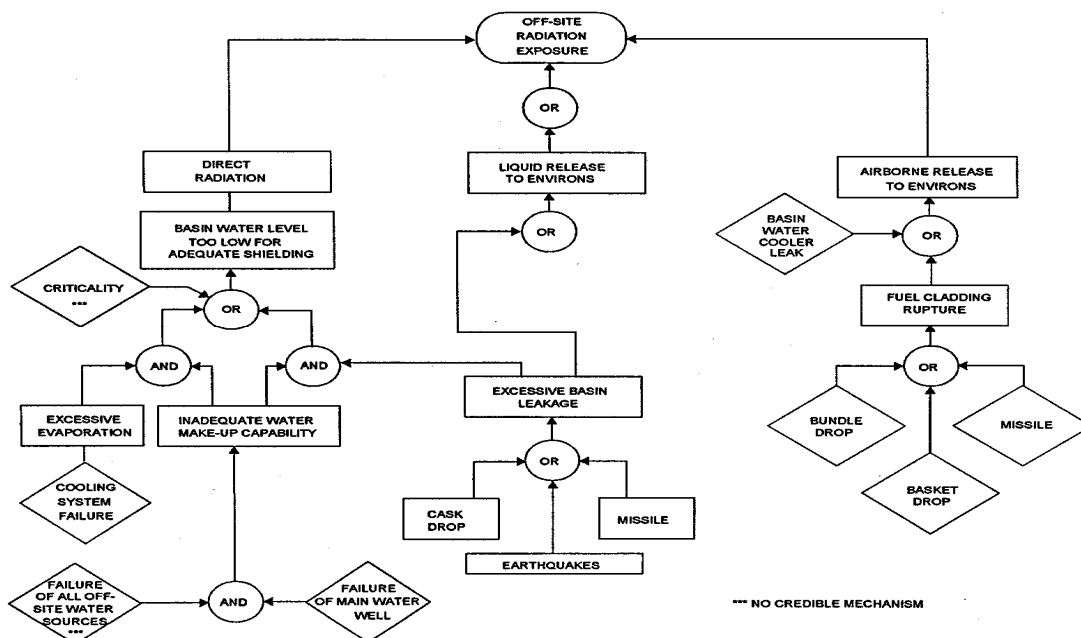 OFF-SITE
RADIATION
EXPOSURE
OR
DIRECT
RADIATION
LIQUID RELEASE
TO ENVIRONS
AIRBORNE RELEASE
TO ENVIRONS
BASIN WATER LEVEL
TOO LOW FOR
ADEQUATE SHIELDING
OR
BASIN
WATER
COOLER
LEAK
OR
CRITICALITY
***
OR
FUEL CLADDING
RUPTURE
AND
AND
OR
EXCESSIVE BASIN
LEAKAGE
EXCESSIVE
EVAPORATION
INADEQUATE WATER
MAKE-UP CAPABILITY
BUNDLE
DROP
MISSILE
OR
COOLING
SYSTEM
FAILURE
BASKET
DROP
CASK
DROP
MISSILE
EARTHQUAKES
FAILURE
OF ALL OFF-
SITE WATER
SOURCES
***
AND
FAILURE
OF MAIN WATER
WELL
*** NO CREDIBLE MECHANISM